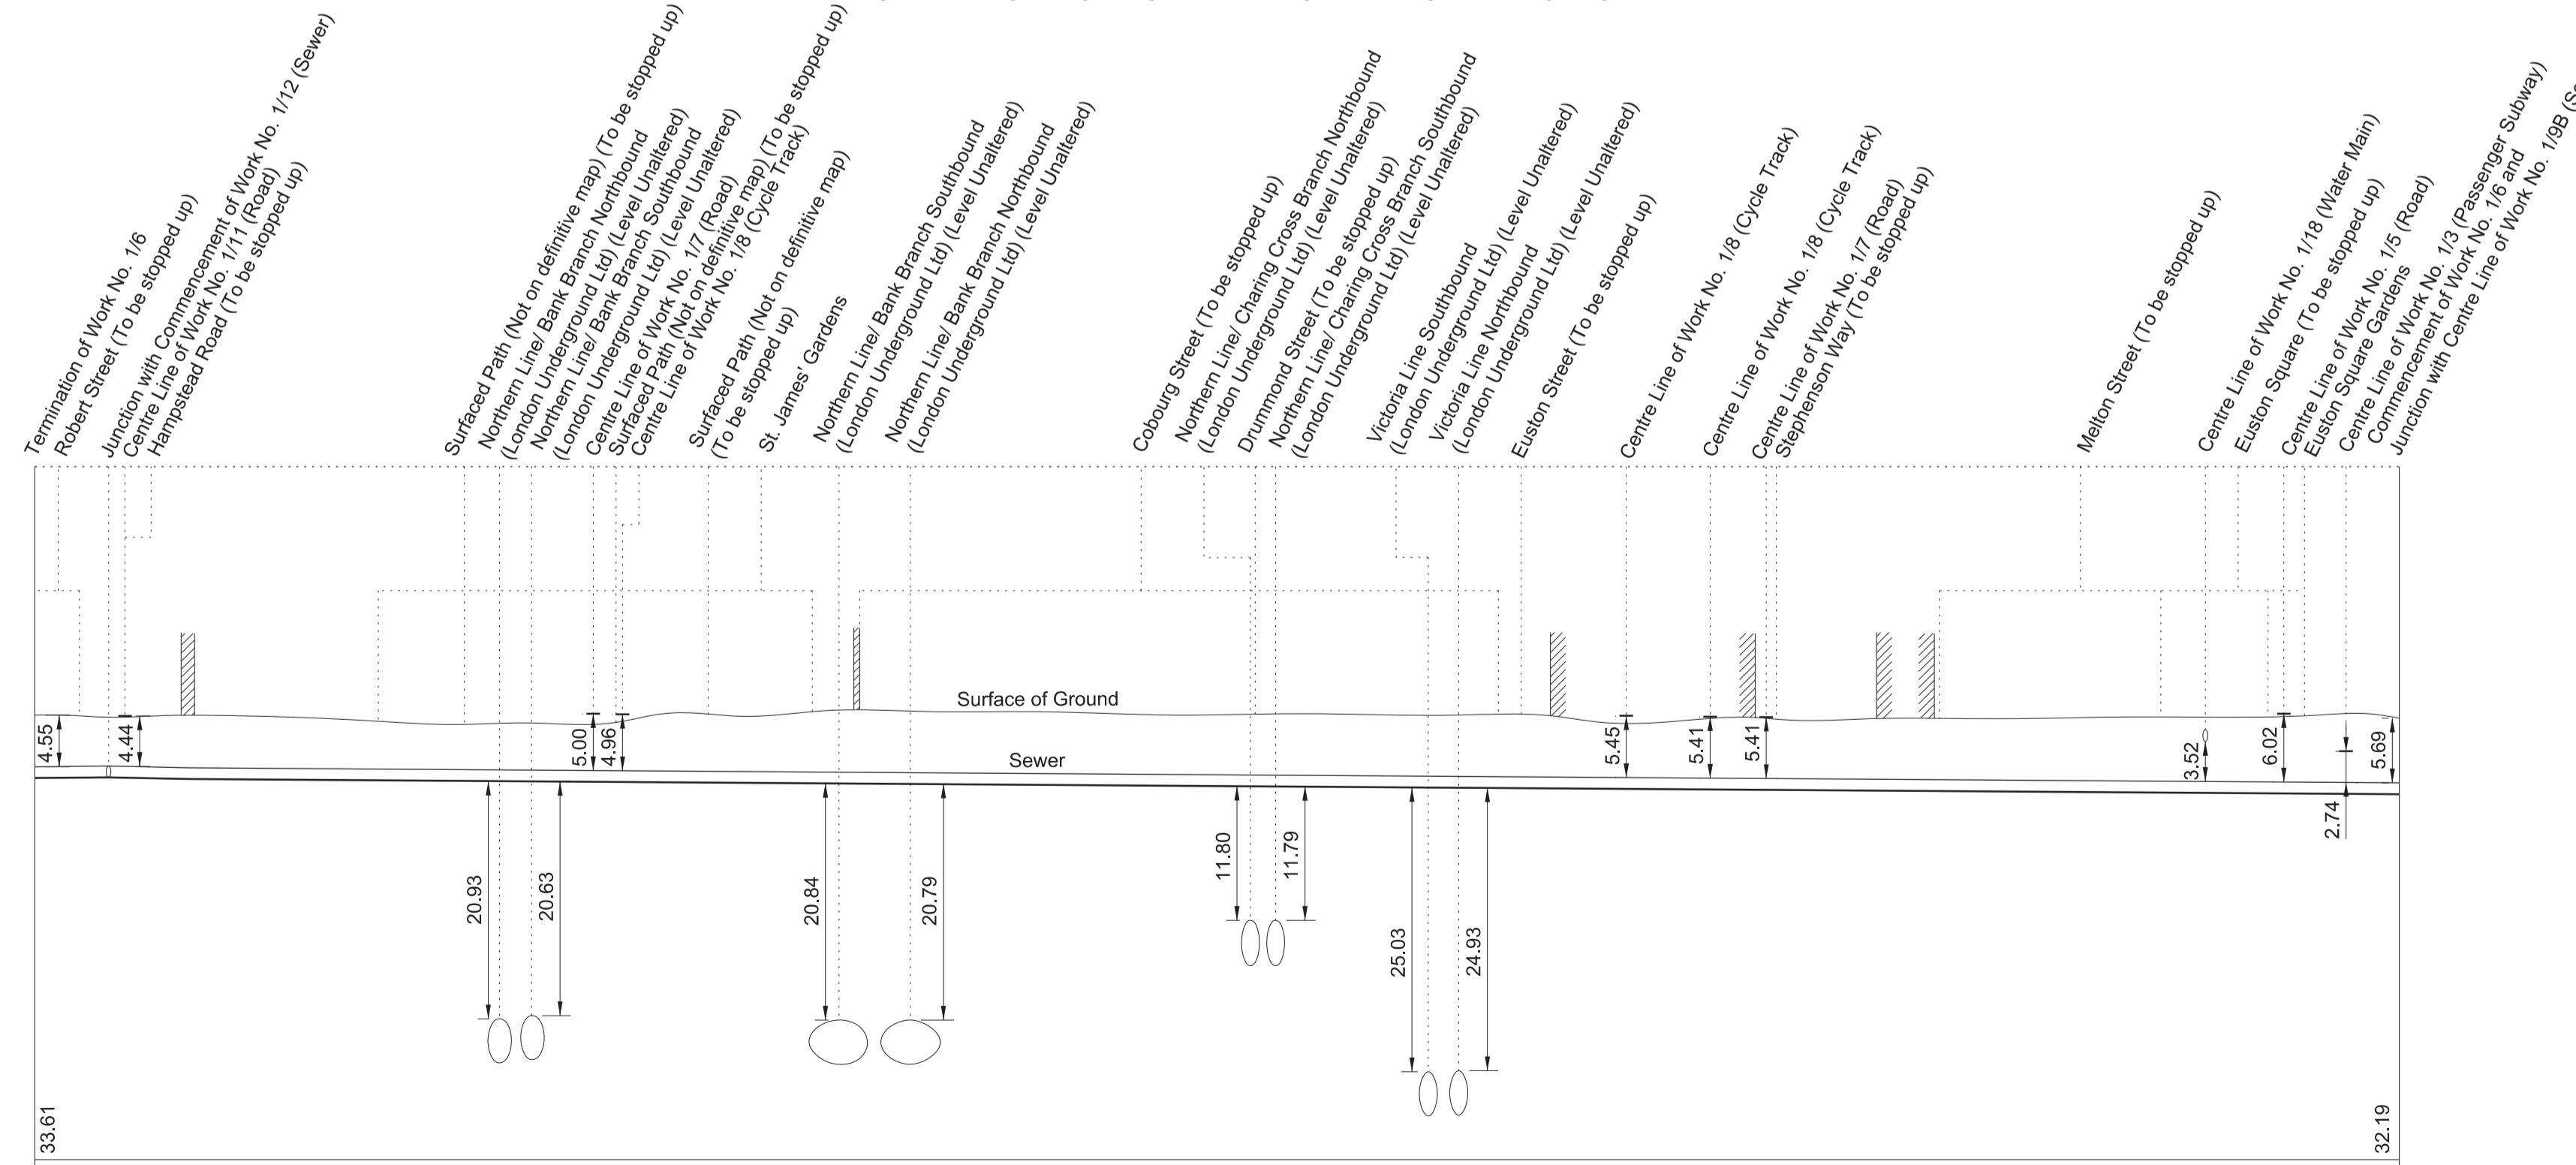 Termination of Work No. 1/6
Robert Street (To be stopped up)
Junction with Commencement of Work No. 1/12 (Sewer)
Centre Line of Work No. 1/11 (Road)
Hampstead Road (To be stopped up)
Surfaced Path (Not on definitive map) (To be stopped up)
Northern Line/ Bank Branch Northbound
(London Underground Ltd) (Level Unaltered)
Northern Line/ Bank Branch Southbound
(London Underground Ltd) (Level Unaltered)
Centre Line of Work No. 1/7 (Road)
Surfaced Path (Not on definitive map) (To be stopped up)
Centre Line of Work No. 1/8 (Cycle Track)
Surfaced Path (Not on definitive map)
(To be stopped up)
St. James' Gardens
Northern Line/ Bank Branch Southbound
(London Underground Ltd) (Level Unaltered)
Northern Line/ Bank Branch Northbound
(London Underground Ltd) (Level Unaltered)
Cobourg Street (To be stopped up)
Northern Line/ Charing Cross Branch Northbound
(London Underground Ltd) (Level Unaltered)
Drummond Street (To be stopped up)
Northern Line/ Charing Cross Branch Southbound
(London Underground Ltd) (Level Unaltered)
Victoria Line Southbound
(London Underground Ltd) (Level Unaltered)
Victoria Line Northbound
(London Underground Ltd) (Level Unaltered)
Euston Street (To be stopped up)
Centre Line of Work No. 1/8 (Cycle Track)
Centre Line of Work No. 1/8 (Cycle Track)
Centre Line of Work No. 1/7 (Road)
Stephenson Way (To be stopped up)
Melton Street (To be stopped up)
Centre Line of Work No. 1/18 (Water Main)
Euston Square (To be stopped up)
Centre Line of Work No. 1/5 (Road)
Euston Square Gardens
Centre Line of Work No. 1/3 (Passenger Subway)
Commencement of Work No. 1/6 and
Junction with Centre Line of Work No. 1/9B
Surface of Ground
Sewer
4.55
4.44
5.00
4.96
5.45
5.41
5.41
3.52
6.02
5.69
2.74
20.93
20.63
20.84
20.79
11.80
11.79
25.03
24.93
33.61
32.19